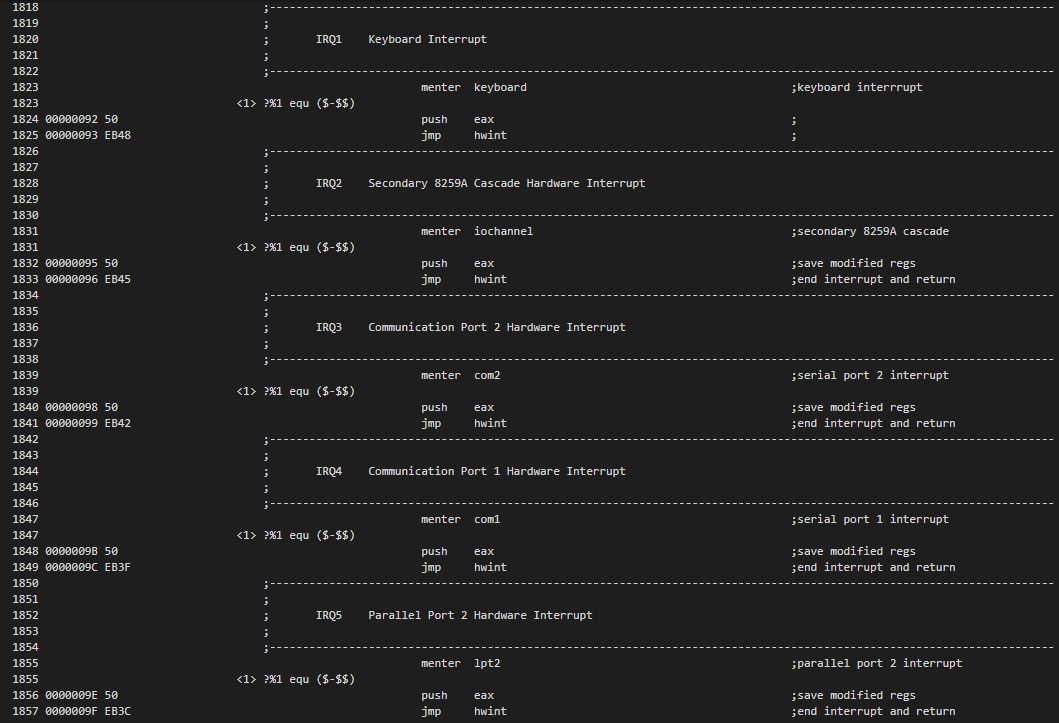 1818 ;------------------------------------------------------------------------------------------------------------------------
1819 ;
1820 ; IRQ1 Keyboard Interrupt
1821 ;
1822 ;------------------------------------------------------------------------------------------------------------------------
1823 menter keyboard ;keyboard interrrupt
1823 <1> ?%1 equ ($-$$)
1824 00000092 50 push eax ;
1825 00000093 EB48 jmp hwint ;
1826 ;------------------------------------------------------------------------------------------------------------------------
1827 ;
1828 ; IRQ2 Secondary 8259A Cascade Hardware Interrupt
1829 ;
1830 ;------------------------------------------------------------------------------------------------------------------------
1831 menter iochannel ;secondary 8259A cascade
1831 <1> ?%1 equ ($-$$)
1832 00000095 50 push eax ;save modified regs
1833 00000096 EB45 jmp hwint ;end interrupt and return
1834 ;------------------------------------------------------------------------------------------------------------------------
1835 ;
1836 ; IRQ3 Communication Port 2 Hardware Interrupt
1837 ;
1838 ;------------------------------------------------------------------------------------------------------------------------
1839 menter com2 ;serial port 2 interrupt
1839 <1> ?%1 equ ($-$$)
1840 00000098 50 push eax ;save modified regs
1841 00000099 EB42 jmp hwint ;end interrupt and return
1842 ;------------------------------------------------------------------------------------------------------------------------
1843 ;
1844 ; IRQ4 Communication Port 1 Hardware Interrupt
1845 ;
1846 ;------------------------------------------------------------------------------------------------------------------------
1847 menter com1 ;serial port 1 interrupt
1847 <1> ?%1 equ ($-$$)
1848 0000009B 50 push eax ;save modified regs
1849 0000009C EB3F jmp hwint ;end interrupt and return
1850 ;------------------------------------------------------------------------------------------------------------------------
1851 ;
1852 ; IRQ5 Parallel Port 2 Hardware Interrupt
1853 ;
1854 ;------------------------------------------------------------------------------------------------------------------------
1855 menter lpt2 ;parallel port 2 interrupt
1855 <1> ?%1 equ ($-$$)
1856 0000009E 50 push eax ;save modified regs
1857 0000009F EB3C jmp hwint ;end interrupt and return